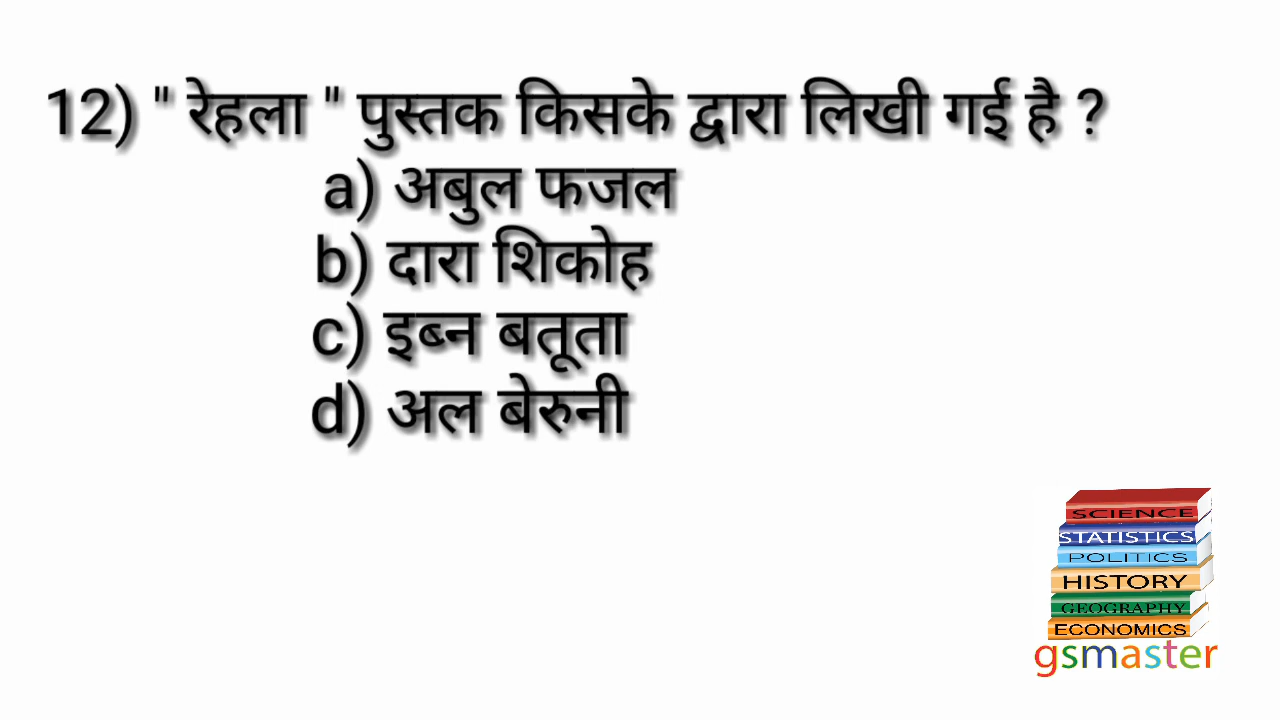 12) " रेहला " पुस्तक किसके द्वारा लिखी गई है ?
a) अबुल फजल
b) दारा शिकोह
c) इब्न बतूता
d) अल बेरुनी
SCIENCE
STATISTICS
POLITICS
HISTORY
GEOGRAPHY
ECONOMICS
gsmaster